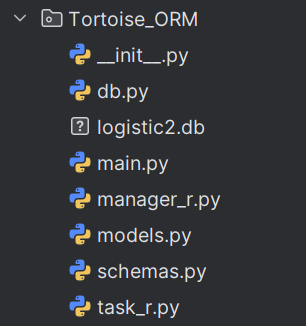 Tortoise_ORM
__init__.py
db.py
logistic2.db
main.py
manager_r.py
models.py
schemas.py
task_r.py